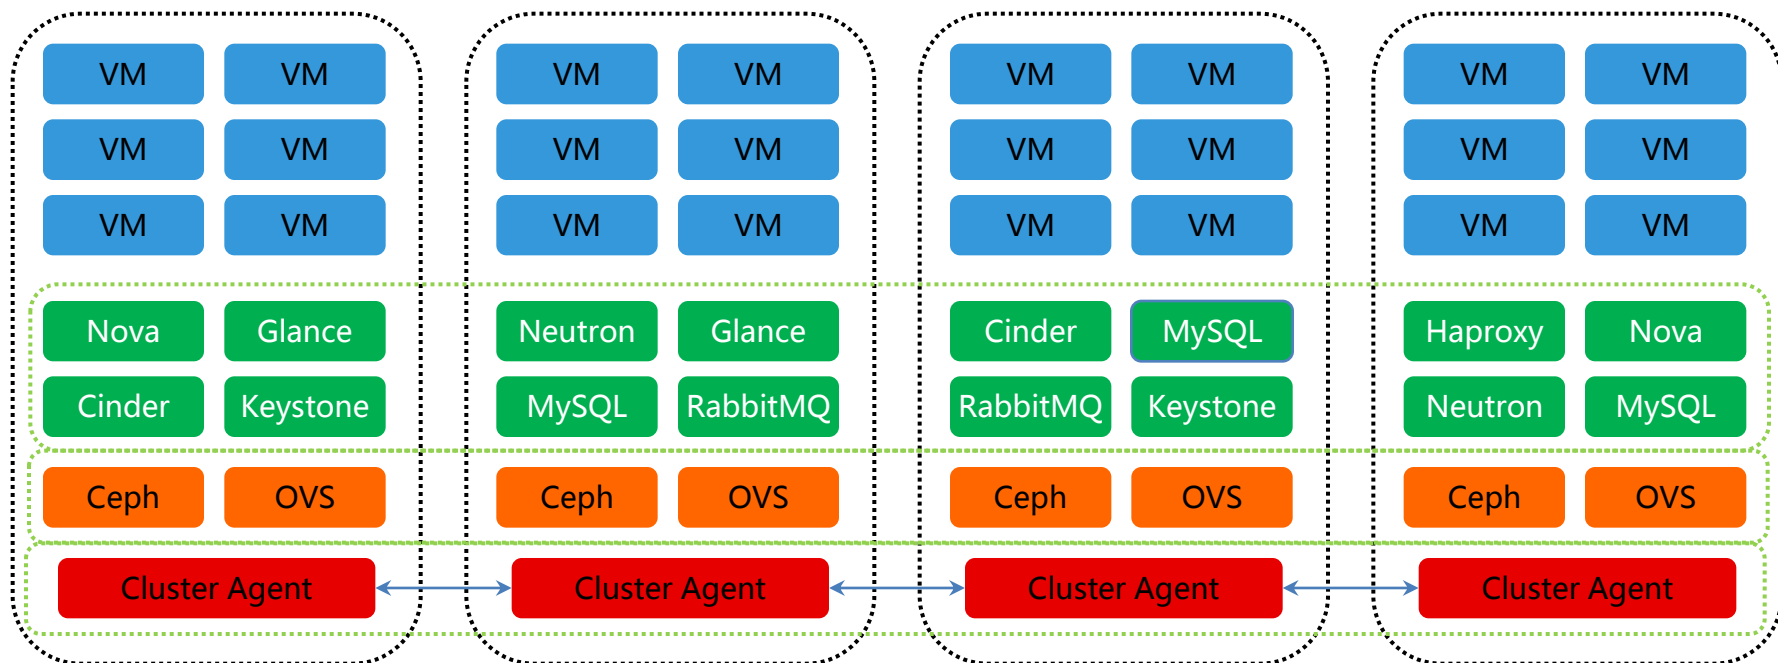 VM VM VM VM VM VM VM VM
VM VM VM VM VM VM VM VM
VM VM VM VM VM VM VM VM
Nova Glance Neutron Glance Cinder MySQL Haproxy Nova
Cinder Keystone MySQL RabbitMQ RabbitMQ Keystone Neutron MySQL
Ceph OVS Ceph OVS Ceph OVS Ceph OVS
Cluster Agent Cluster Agent Cluster Agent Cluster Agent